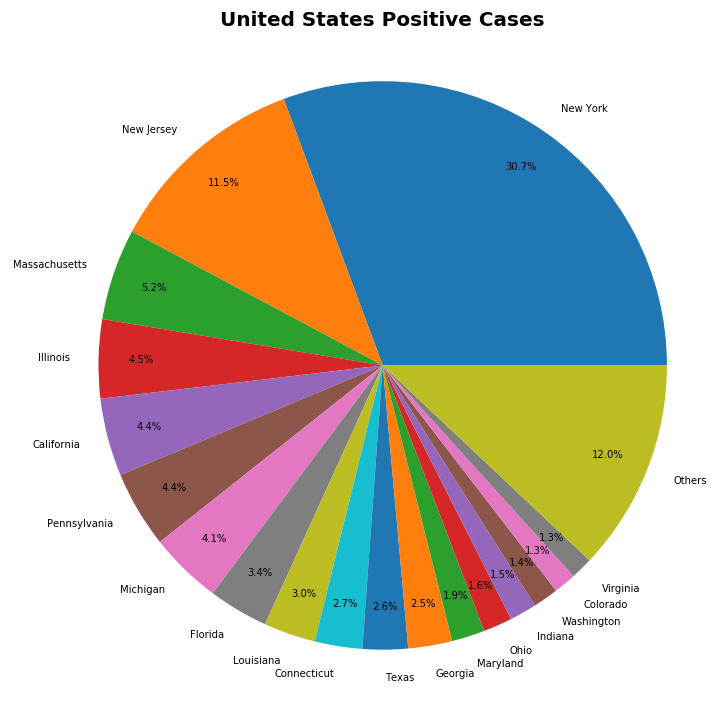 United States Positive Cases
New York
30.7%
New Jersey
11.5%
Massachusetts
5.2%
Illinois
4.5%
California
4.4%
Pennsylvania
4.4%
Michigan
4.1%
Florida
3.4%
Louisiana
3.0%
Connecticut
2.7%
Texas
2.6%
Georgia
2.5%
Maryland
1.9%
Ohio
1.6%
Indiana
1.5%
Washington
1.4%
Colorado
1.3%
Virginia
1.3%
Others
12.0%